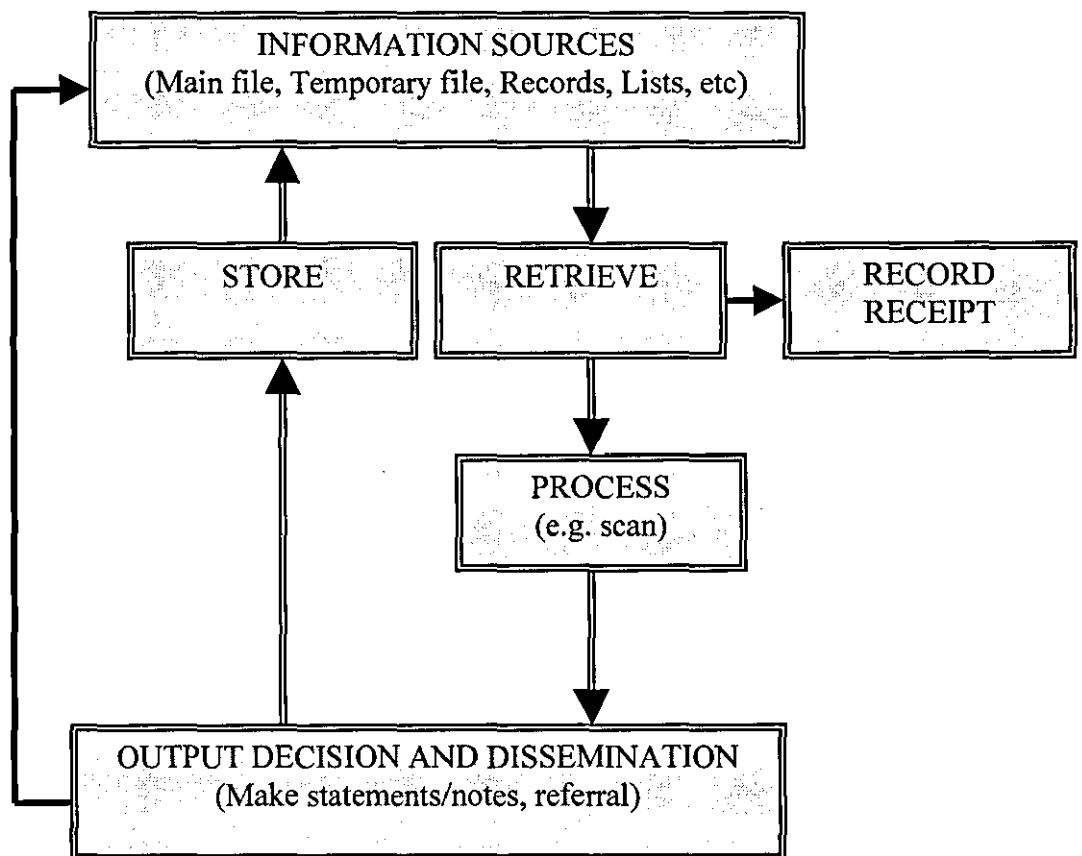 INFORMATION SOURCES
(Main file, Temporary file, Records, Lists, etc)
STORE
RETRIEVE
RECORD
RECEIPT
PROCESS
(e.g. scan)
OUTPUT DECISION AND DISSEMINATION
(Make statements/notes, referral)